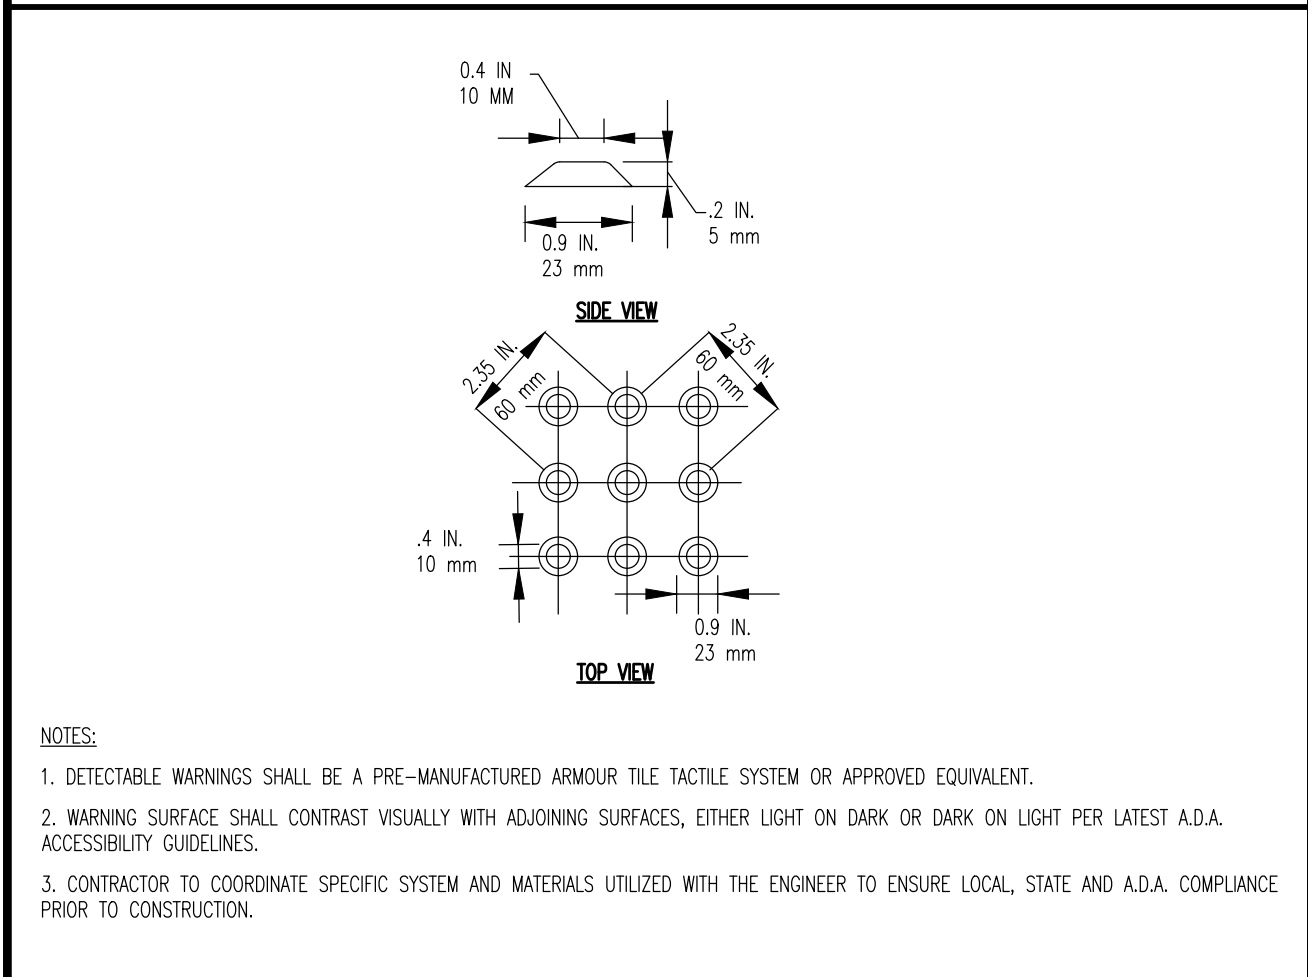 0.4 IN
10 MM
.2 IN.
5 mm
0.9 IN.
23 mm
SIDE VIEW
2.35 IN.
60 mm
2.35 IN.
60 mm
.4 IN.
10 mm
0.9 IN.
23 mm
TOP VIEW
NOTES:
1. DETECTABLE WARNINGS SHALL BE A PRE-MANUFACTURED ARMOUR TILE TACTILE SYSTEM OR APPROVED EQUIVALENT.
2. WARNING SURFACE SHALL CONTRAST VISUALLY WITH ADJOINING SURFACES, EITHER LIGHT ON DARK OR DARK ON LIGHT PER LATEST A.D.A.
ACCESSIBILITY GUIDELINES.
3. CONTRACTOR TO COORDINATE SPECIFIC SYSTEM AND MATERIALS UTILIZED WITH THE ENGINEER TO ENSURE LOCAL, STATE AND A.D.A. COMPLIANCE
PRIOR TO CONSTRUCTION.